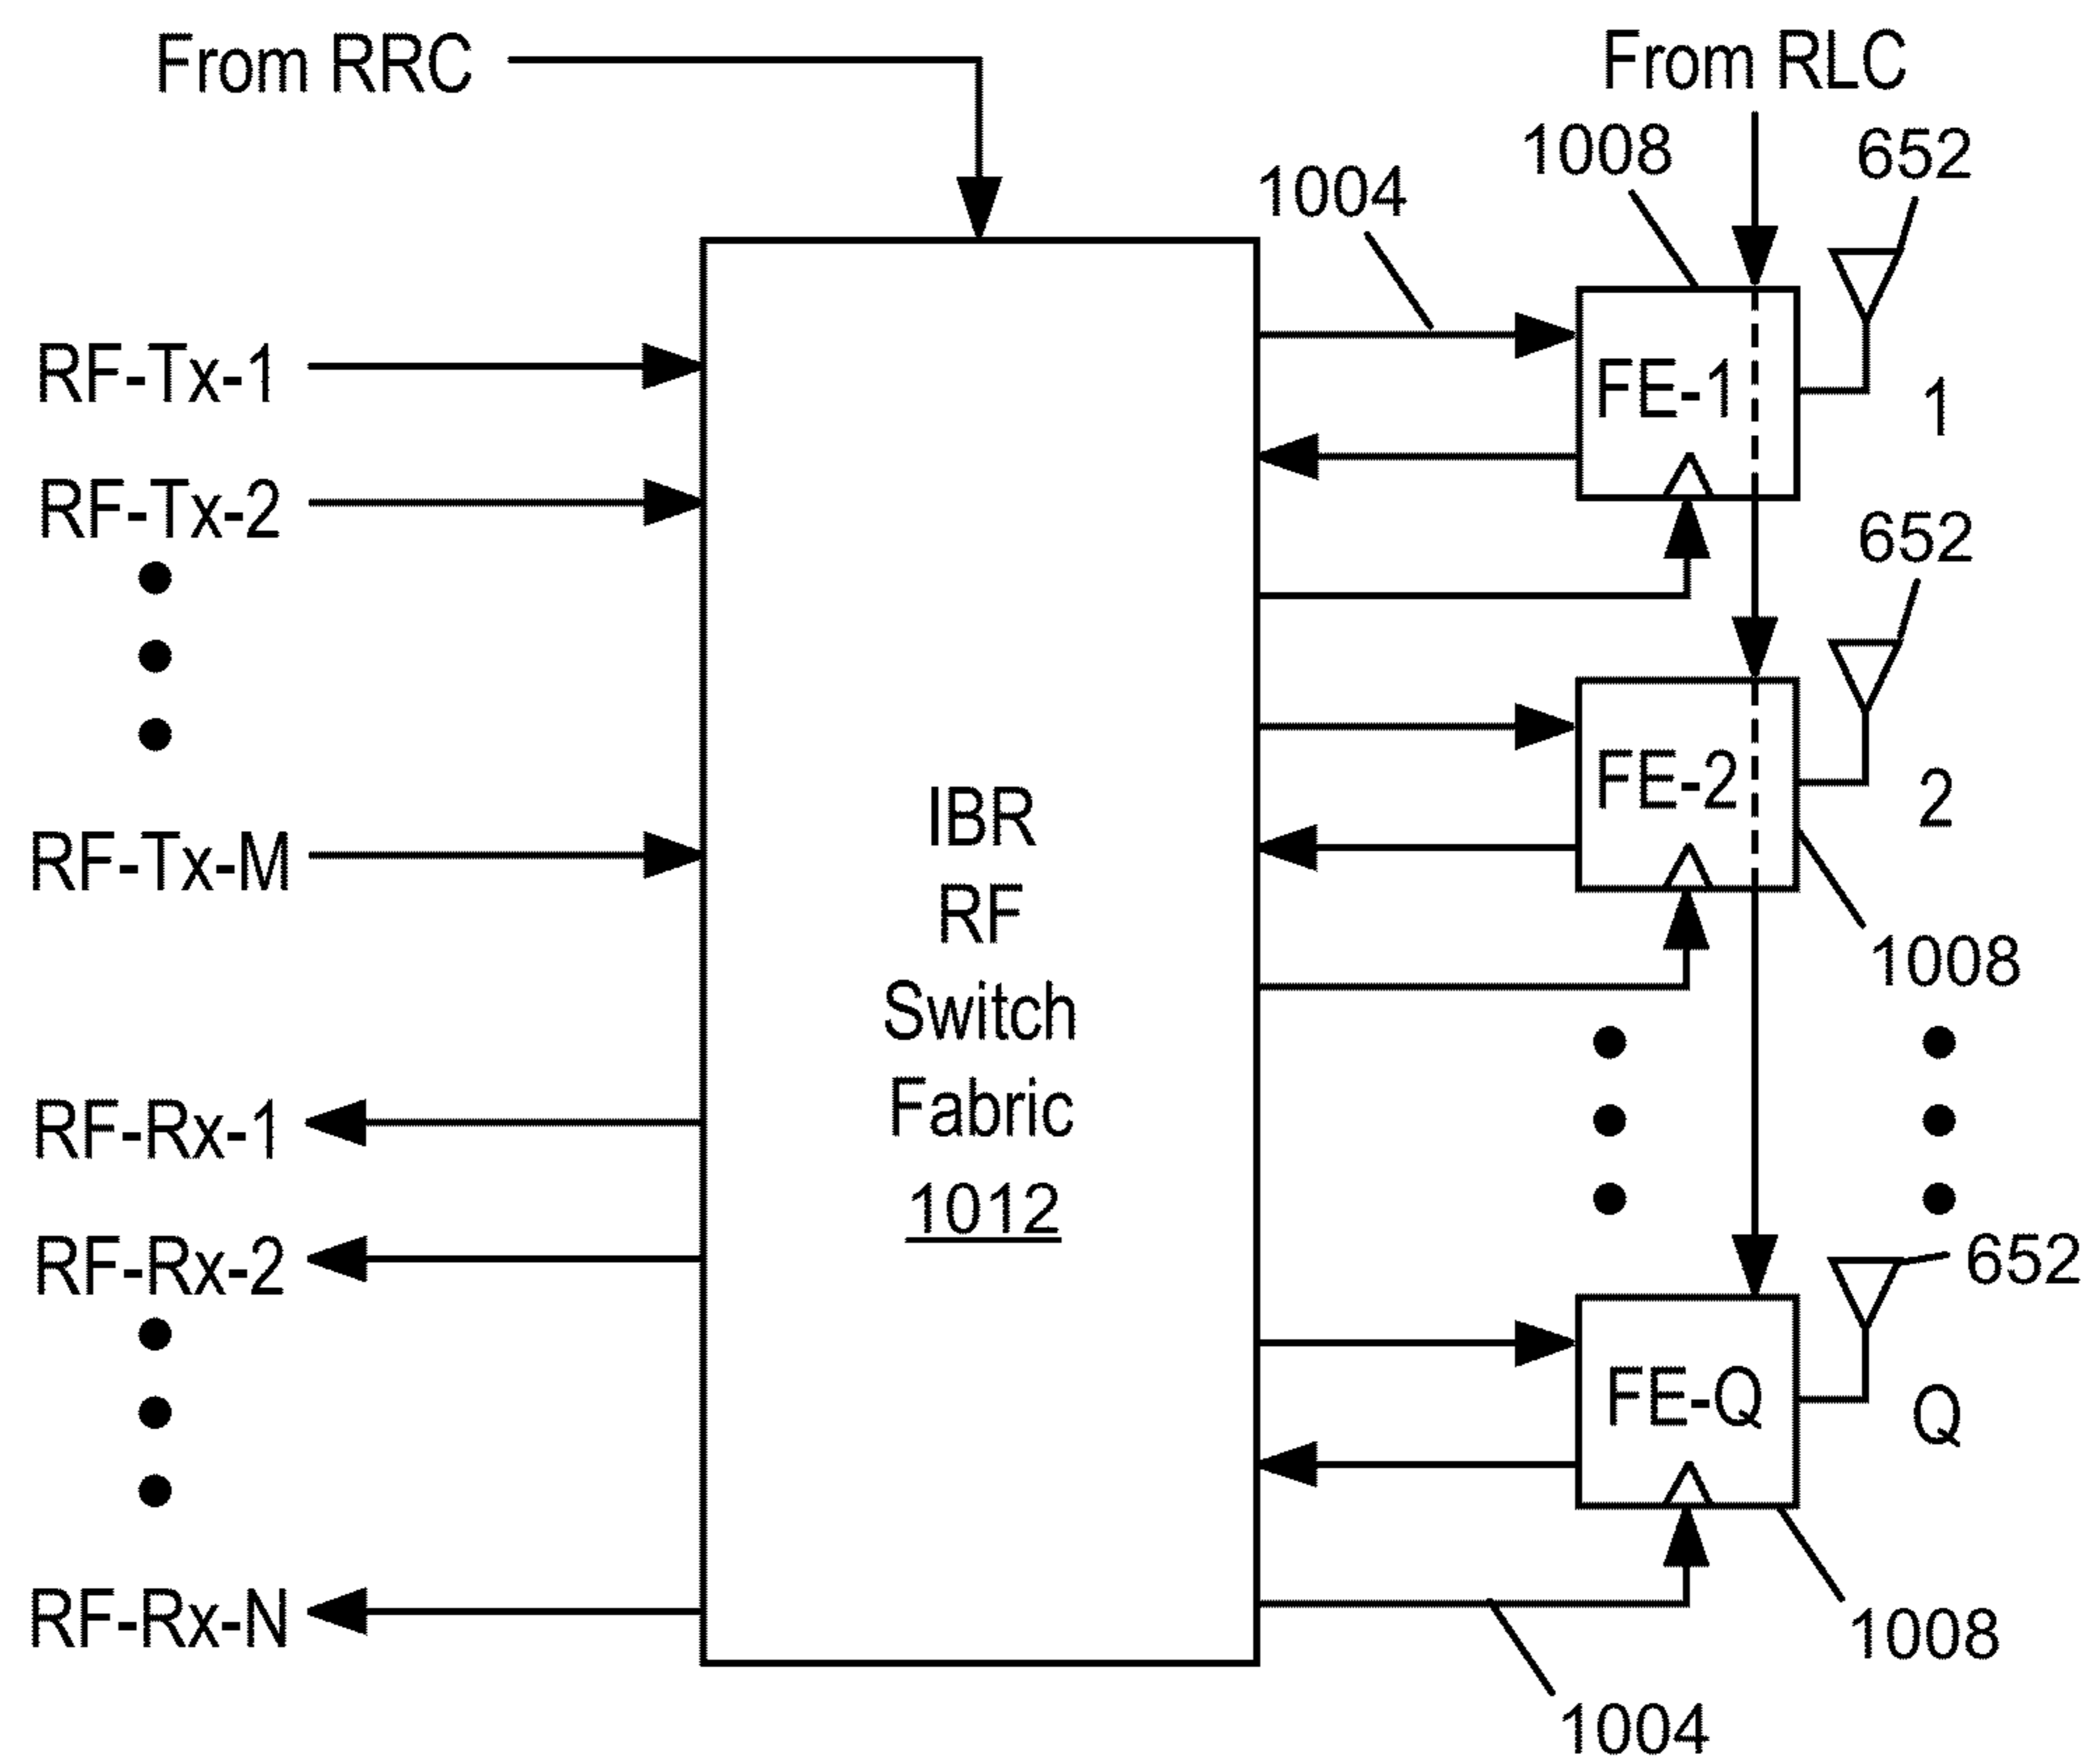 From RRC
From RLC
1008
652
1004
RF-Tx-1
FE-1
1
RF-Tx-2
652
RF-Tx-M
IBR
RF
Switch
Fabric
1012
FE-2
2
1008
RF-Rx-1
RF-Rx-2
652
FE-Q
Q
RF-Rx-N
1008
1004